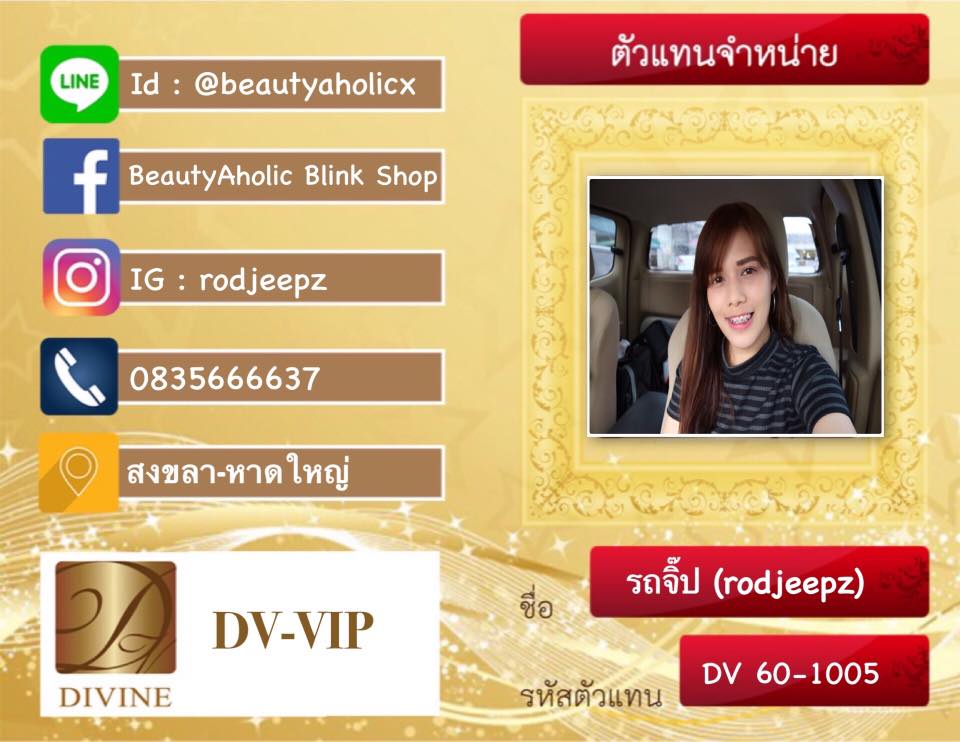 LINE
Id : @beautyaholicx
BeautyAholic Blink Shop
IG : rodjeepz
0835666637
สงขลา-หาดใหญ่
DV-VIP
DIVINE
ตัวแทนจำหน่าย
ชื่อ
รถจิ๊ป (rodjeepz)
รหัสตัวแทน
DV 60-1005